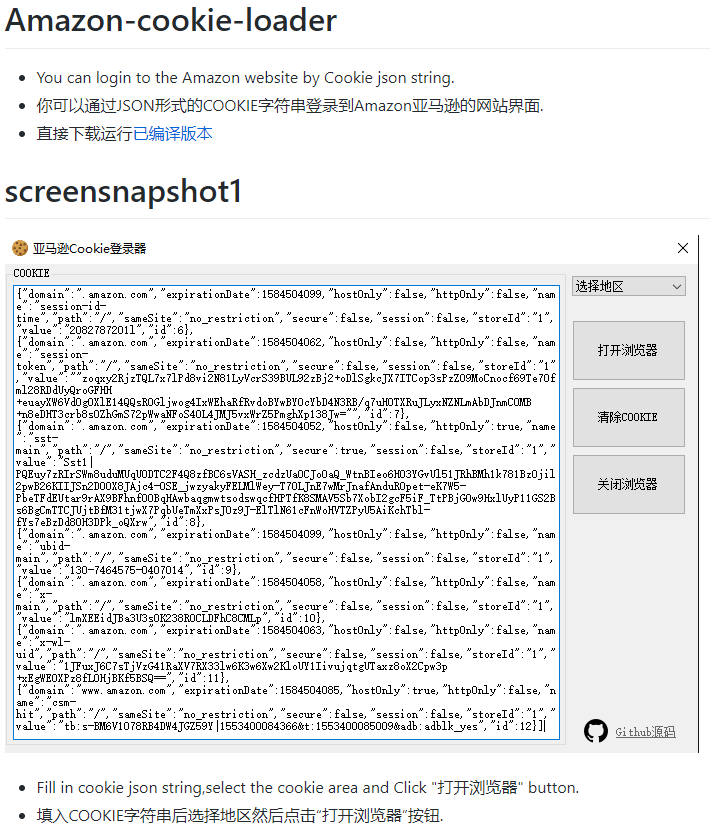 Amazon-cookie-loader
You can login to the Amazon website by Cookie json string.
你可以通过JSON形式的COOKIE字符串登录到Amazon亚马逊的网站界面.
直接下载运行已编译版本
screensnapshot1
亚马逊Cookie登录器
COOKIE
{"domain":".amazon.com","expirationDate":1584504099,"hostOnly":false,"httpOnly":false,"name":"session-id-
time","path":"/","sameSite":"no_restriction","secure":false,"session":false,"storeId":"1"
,"value":"2082787201l","id":6},
{"domain":".amazon.com","expirationDate":1584504062,"hostOnly":false,"httpOnly":false,"name":"session-
token","path":"/","sameSite":"no_restriction","secure":false,"session":false,"storeId":"1"
,"value":
"id":7},
{"domain":".amazon.com","expirationDate":1584504052,"hostOnly":false,"httpOnly":true,"name":"sst-
main","path":"/","sameSite":"no_restriction","secure":true,"session":false,"storeId":"1",
"value":"Sst1|
"id":8},
{"domain":".amazon.com","expirationDate":1584504099,"hostOnly":false,"httpOnly":false,"name":"ubid-
main","path":"/","sameSite":"no_restriction","secure":false,"session":false,"storeId":"1",
"value":"130-7464575-0407014","id":9},
{"domain":".amazon.com","expirationDate":1584504058,"hostOnly":false,"httpOnly":false,"name":"x-
main","path":"/","sameSite":"no_restriction","secure":false,"session":false,"storeId":"1",
"value":"id":10},
{"domain":".amazon.com","expirationDate":1584504063,"hostOnly":false,"httpOnly":false,"name":"x-wl-
uid","path":"/","sameSite":"no_restriction","secure":false,"session":false,"storeId":"1",
"value":
"id":11},
{"domain":"www.amazon.com","expirationDate":1584504085,"hostOnly":true,"httpOnly":false,"name":"csm-
hit","path":"/","sameSite":"no_restriction","secure":false,"session":false,"storeId":"1",
"value":"tb:s-BM6V1078RB4DW4JGZ59Y|1553400084366&t:1553400085009&adb:adblk_yes","id":12}]
选择地区
打开浏览器
清除COOKIE
关闭浏览器
Github源码
Fill in cookie json string,select the cookie area and Click "打开浏览器" button.
填入COOKIE字符串后选择地区然后点击“打开浏览器”按钮.